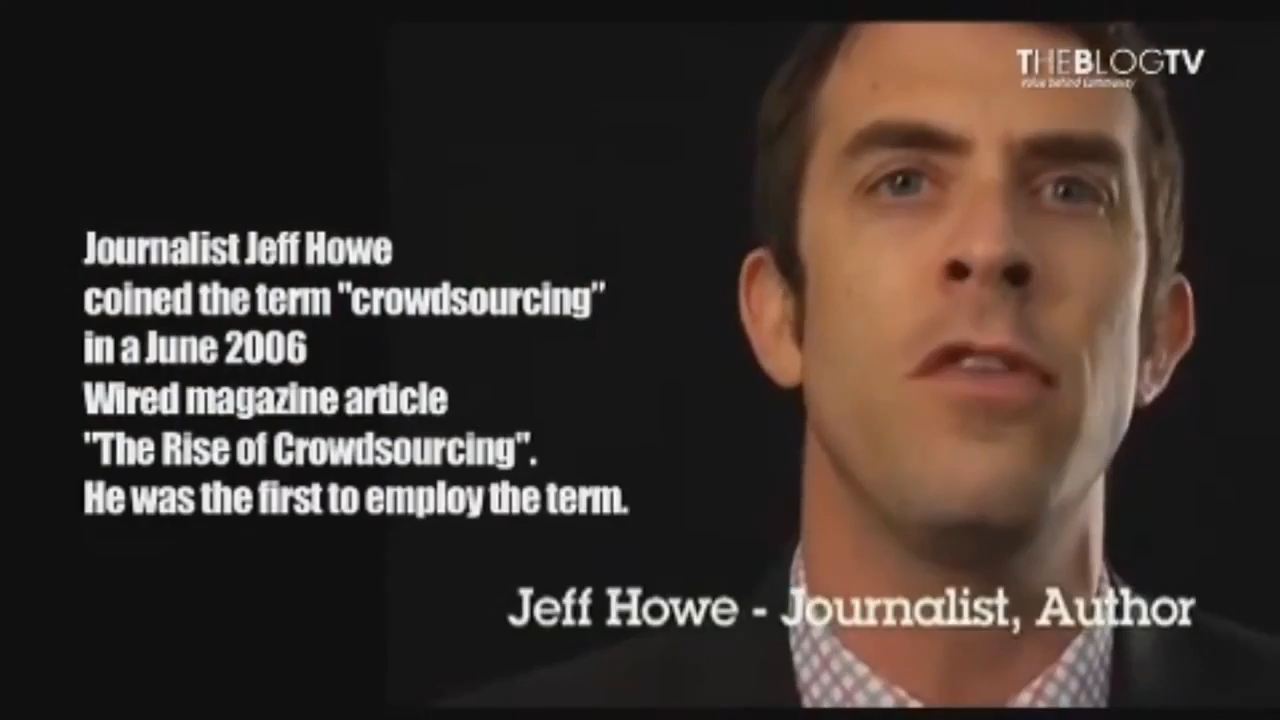 THEBLOGTV
Journalist Jeff Howe
coined the term "crowdsourcing"
in a June 2006
Wired magazine article
"The Rise of Crowdsourcing".
He was the first to employ the term.
Jeff Howe - Journalist, Author